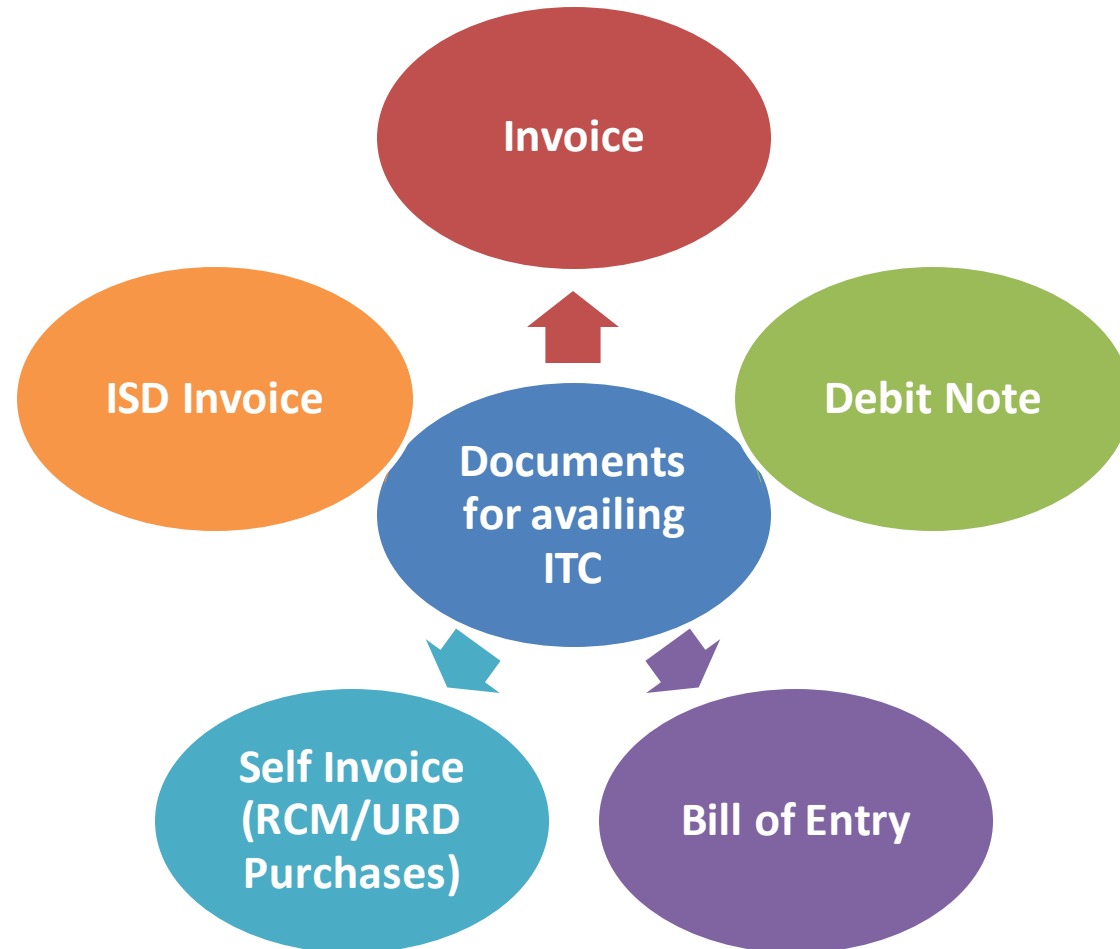 Invoice
ISD Invoice
Debit Note
Documents
for availing
ITC
Self Invoice
(RCM/URD
Purchases)
Bill of Entry